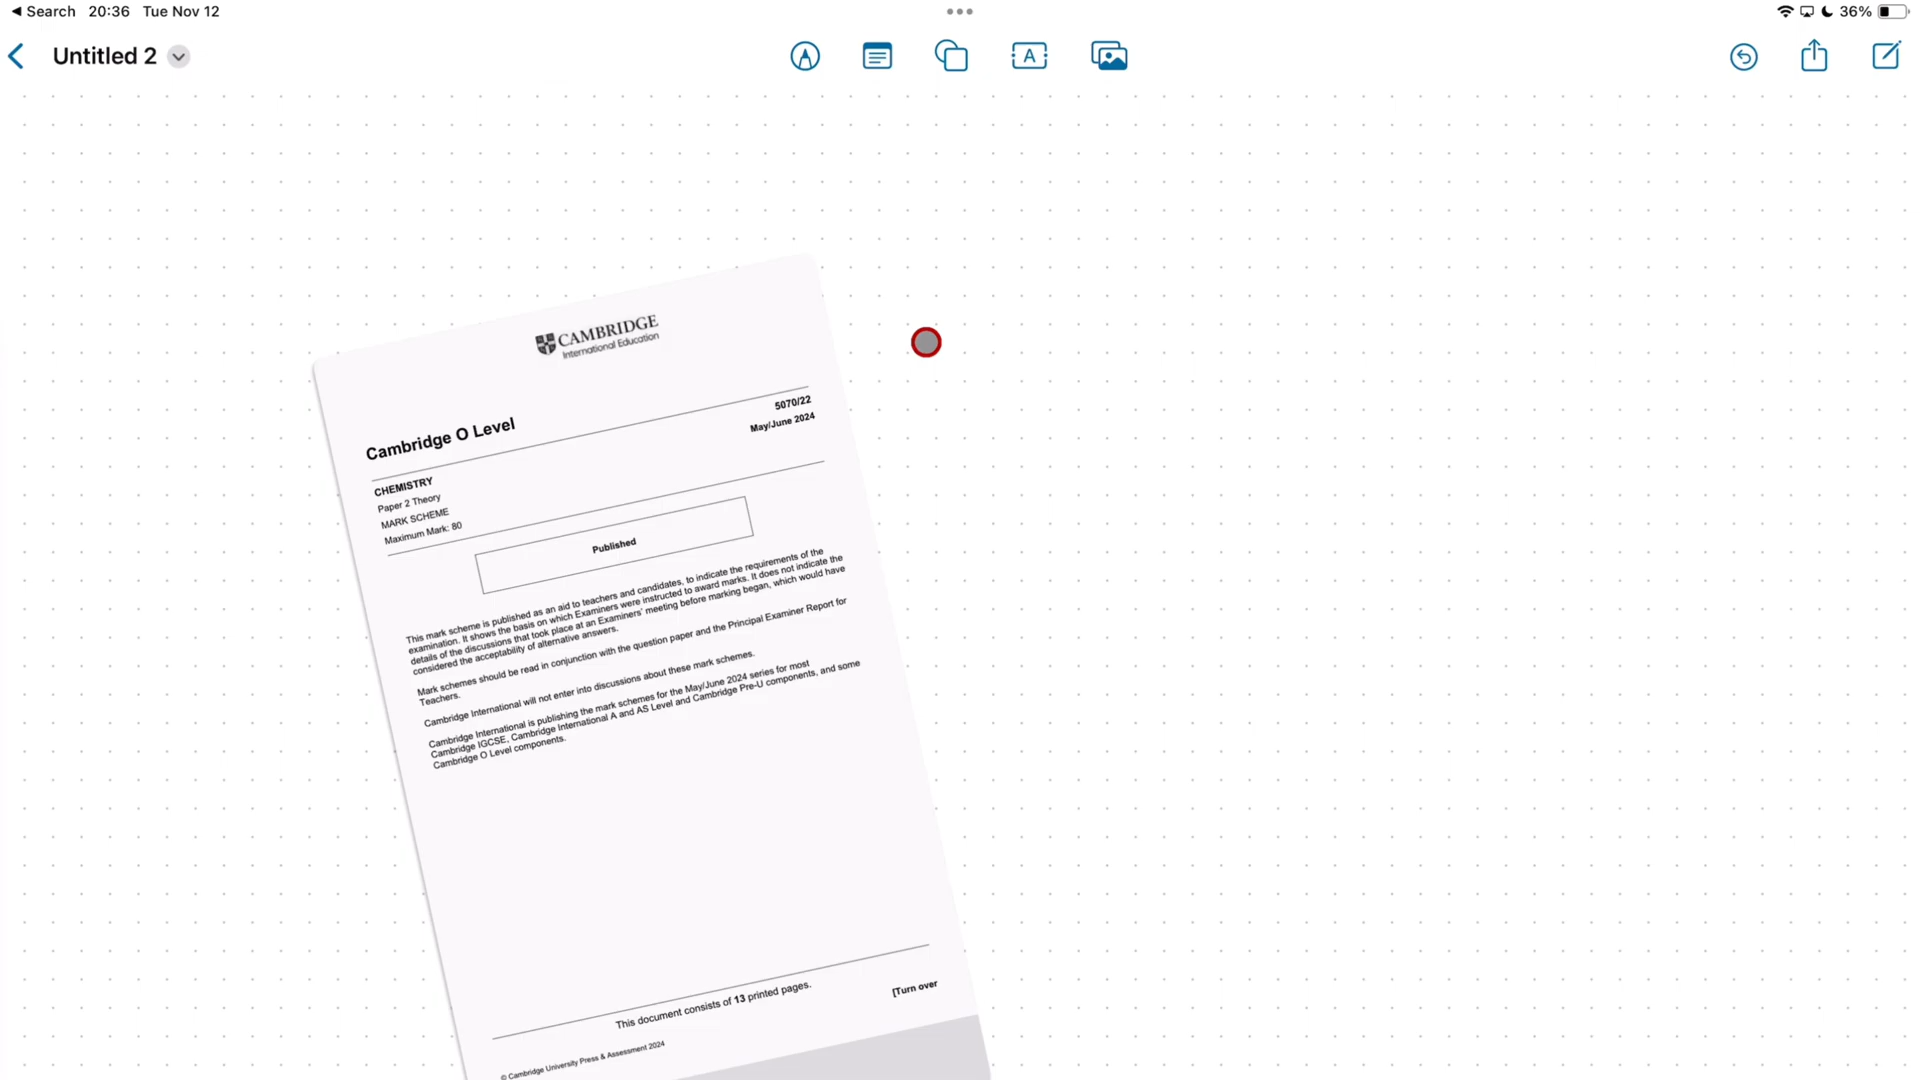 Search 20:36 Tue Nov 12
36%
Untitled 2
A
CAMBRIDGE
International Education
Cambridge O Level
CHEMISTRY
5070/22
Paper 2 Theory
May/June 2024
MARK SCHEME
Maximum Mark: 80
Published
This mark scheme is published as an aid to teachers and candidates, to indicate the requirements of the
examination. It shows the basis on which Examiners were instructed to award marks. It does not indicate the
details of the discussions that took place at an Examiners' meeting before marking began, which would have
considered the acceptability of alternative answers.
Mark schemes should be read in conjunction with the question paper and the Principal Examiner Report for
Teachers.
Cambridge International will not enter into discussions about these mark schemes.
Cambridge International is publishing the mark schemes for the May/June 2024 series for most
Cambridge IGCSE, Cambridge International A and AS Level and Cambridge Pre-U components, and some
Cambridge O Level components.
This document consists of 13 printed pages.
© Cambridge University Press & Assessment 2024
[Turn over